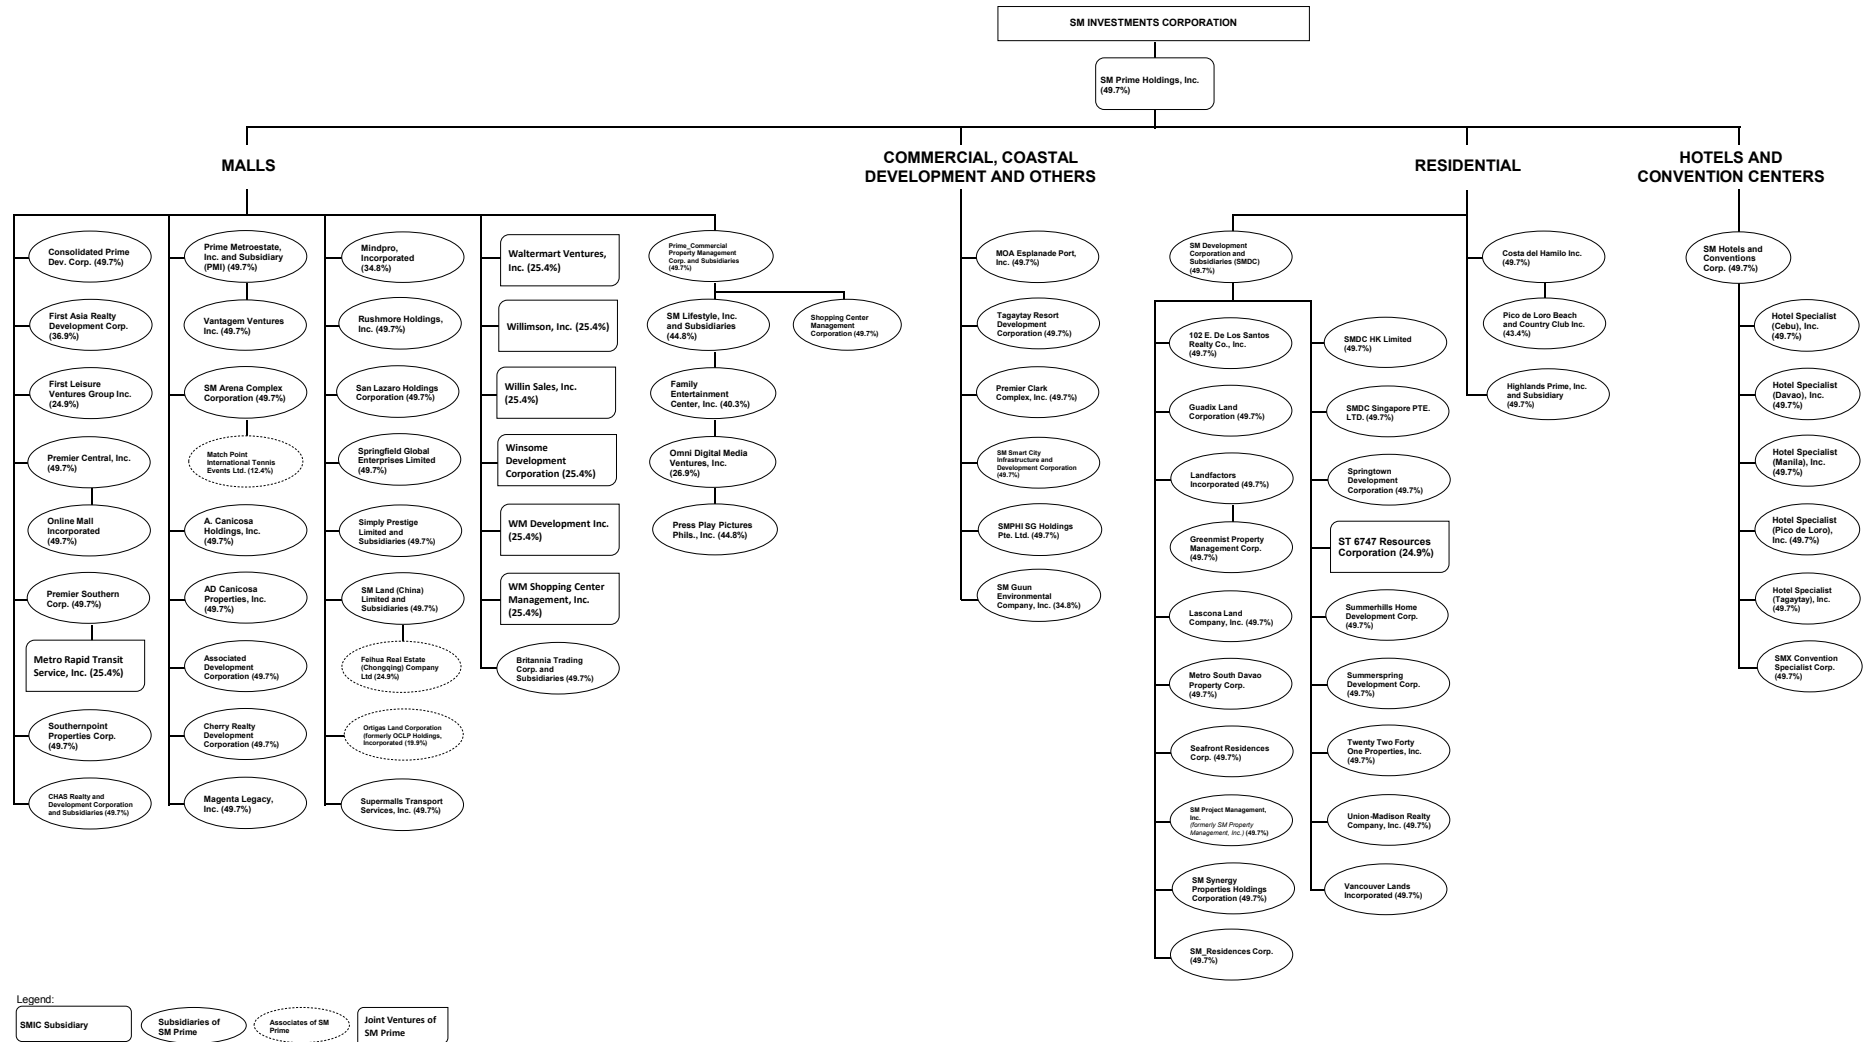 SM INVESTMENTS CORPORATION
SM Prime Holdings, Inc.
(49.7%)
MALLS
COMMERCIAL, COASTAL
DEVELOPMENT AND OTHERS
RESIDENTIAL
HOTELS AND
CONVENTION CENTERS
Consolidated Prime
Dev. Corp. (49.7%)
First Asia Realty
Development Corp.
(36.9%)
First Leisure
Ventures Group Inc.
(24.9%)
Premier Central, Inc.
(49.7%)
Online Mall
Incorporated
(49.7%)
Premier Southern
Corp. (49.7%)
Metro Rapid Transit
Service, Inc. (25.4%)
Southernpoint
Properties Corp.
(49.7%)
CHAS Realty and
Development Corporation
and Subsidiaries (49.7%)
Prime Metroestate,
Inc. and Subsidiary
(PMI) (49.7%)
Vantagem Ventures
Inc. (49.7%)
SM Arena Complex
Corporation (49.7%)
Match Point
International Tennis
Events Ltd. (12.4%)
A. Canicosa
Holdings, Inc.
(49.7%)
AD Canicosa
Properties, Inc.
(49.7%)
Associated
Development
Corporation (49.7%)
Cherry Realty
Development
Corporation (49.7%)
Magenta Legacy,
Inc. (49.7%)
Mindpro,
Incorporated
(34.8%)
Rushmore Holdings,
Inc. (49.7%)
San Lazaro Holdings
Corporation (49.7%)
Springfield Global
Enterprises Limited
(49.7%)
Simply Prestige
Limited and
Subsidiaries (49.7%)
SM Land (China)
Limited and
Subsidiaries (49.7%)
Feihua Real Estate
(Chongqing) Company
Ltd (24.9%)
Ortigas Land Corporation
(formerly OCLP Holdings,
Incorporated (19.9%)
Supermalls Transport
Services, Inc. (49.7%)
Waltermart Ventures,
Inc. (25.4%)
Willimson, Inc. (25.4%)
Willin Sales, Inc.
(25.4%)
Winsome
Development
Corporation (25.4%)
WM Development Inc.
(25.4%)
WM Shopping Center
Management, Inc.
(25.4%)
Britannia Trading
Corp. and
Subsidiaries (49.7%)
Prime_Commercial
Property Management
Corp. and Subsidiaries
(49.7%)
SM Lifestyle, Inc.
and Subsidiaries
(44.8%)
Shopping Center
Management
Corporation (49.7%)
Family
Entertainment
Center, Inc. (40.3%)
Omni Digital Media
Ventures, Inc.
(26.9%)
Press Play Pictures
Phils., Inc. (44.8%)
MOA Esplanade Port,
Inc. (49.7%)
Tagaytay Resort
Development
Corporation (49.7%)
Premier Clark
Complex, Inc. (49.7%)
SM Smart City
Infrastructure and
Development Corporation
(49.7%)
SMPHI SG Holdings
Pte. Ltd. (49.7%)
SM Guun
Environmental
Company, Inc. (34.8%)
SM Development
Corporation and
Subsidiaries (SMDC)
(49.7%)
102 E. De Los Santos
Realty Co., Inc.
(49.7%)
Guadix Land
Corporation (49.7%)
Landfactors
Incorporated (49.7%)
Greenmist Property
Management Corp.
(49.7%)
Lascona Land
Company, Inc. (49.7%)
Metro South Davao
Property Corp.
(49.7%)
Seafront Residences
Corp. (49.7%)
SM Project Management,
Inc.
(formerly SM Property
Management, Inc.) (49.7%)
SM Synergy
Properties Holdings
Corporation (49.7%)
SM_Residences Corp.
(49.7%)
SMDC HK Limited
(49.7%)
SMDC Singapore PTE.
LTD. (49.7%)
Springtown
Development
Corporation (49.7%)
ST 6747 Resources
Corporation (24.9%)
Summerhills Home
Development Corp.
(49.7%)
Summerspring
Development Corp.
(49.7%)
Twenty Two Forty
One Properties, Inc.
(49.7%)
Union-Madison Realty
Company, Inc. (49.7%)
Vancouver Lands
Incorporated (49.7%)
Costa del Hamilo Inc.
(49.7%)
Pico de Loro Beach
and Country Club Inc.
(43.4%)
Highlands Prime, Inc.
and Subsidiary
(49.7%)
SM Hotels and
Conventions
Corp. (49.7%)
Hotel Specialist
(Cebu), Inc.
(49.7%)
Hotel Specialist
(Davao), Inc.
(49.7%)
Hotel Specialist
(Manila), Inc.
(49.7%)
Hotel Specialist
(Pico de Loro),
Inc. (49.7%)
Hotel Specialist
(Tagaytay), Inc.
(49.7%)
SMX Convention
Specialist Corp.
(49.7%)
Legend:
SMIC Subsidiary
Subsidiaries of
SM Prime
Associates of SM
Prime
Joint Ventures of
SM Prime